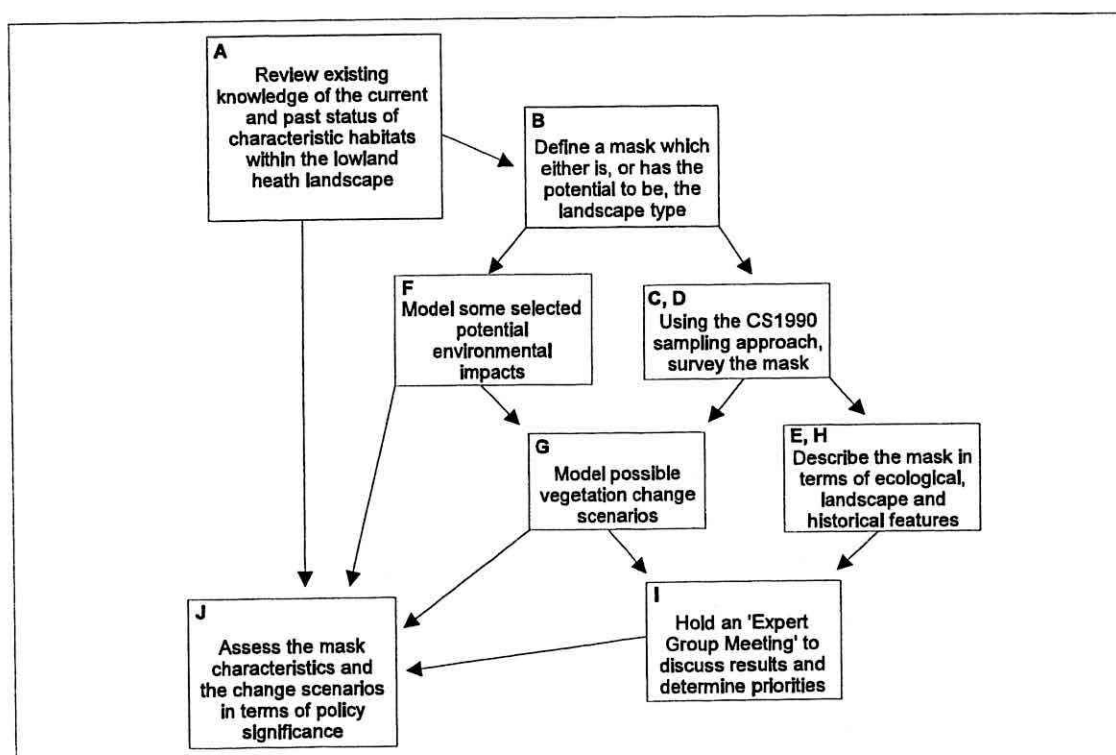 A
Review existing
knowledge of the current
and past status of
characteristic habitats
within the lowland
heath landscape
B
Define a mask which
either is, or has the
potential to be, the
landscape type
F
Model some selected
potential
environmental
impacts
C, D
Using the CS1990
sampling approach,
survey the mask
G
Model possible
vegetation change
scenarios
E, H
Describe the mask in
terms of ecological,
landscape and
historical features
J
Assess the mask
characteristics and
the change scenarios
in terms of policy
significance
I
Hold an 'Expert
Group Meeting' to
discuss results and
determine priorities